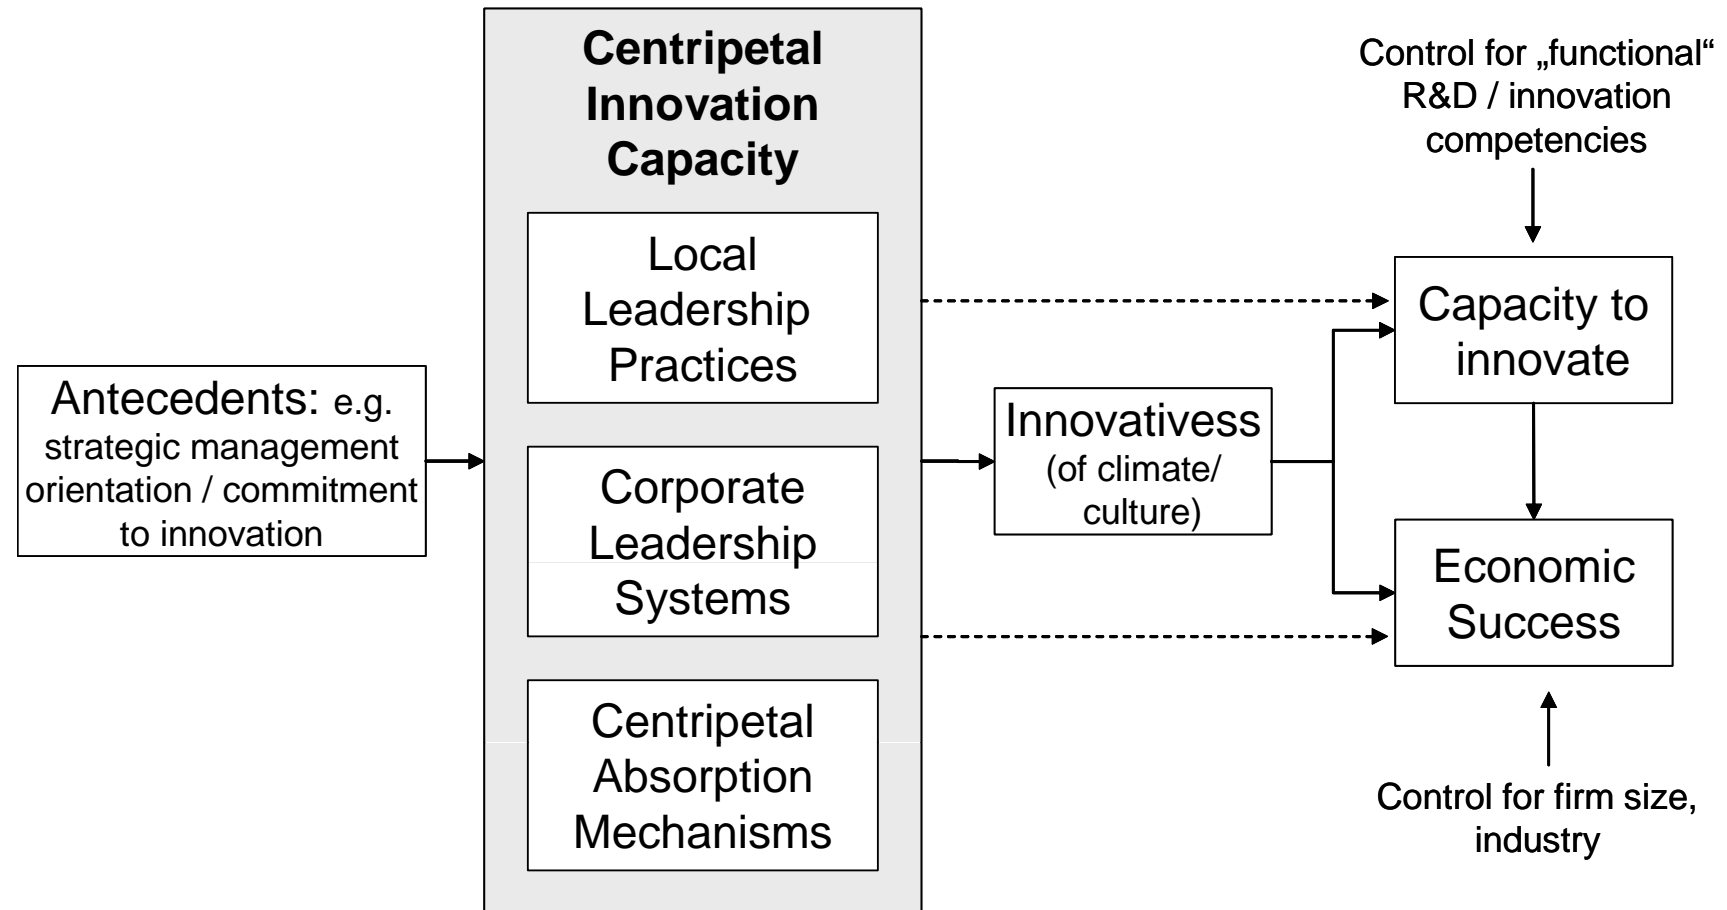 Centripetal
Innovation
Capacity
Local
Leadership
Practices
Corporate
Leadership
Systems
Centripetal
Absorption
Mechanisms
Antecedents: e.g.
strategic management
orientation / commitment
to innovation
Innovativess
(of climate/
culture)
Control for „functional“
R&D / innovation
competencies
Capacity to
innovate
Economic
Success
Control for firm size,
industry